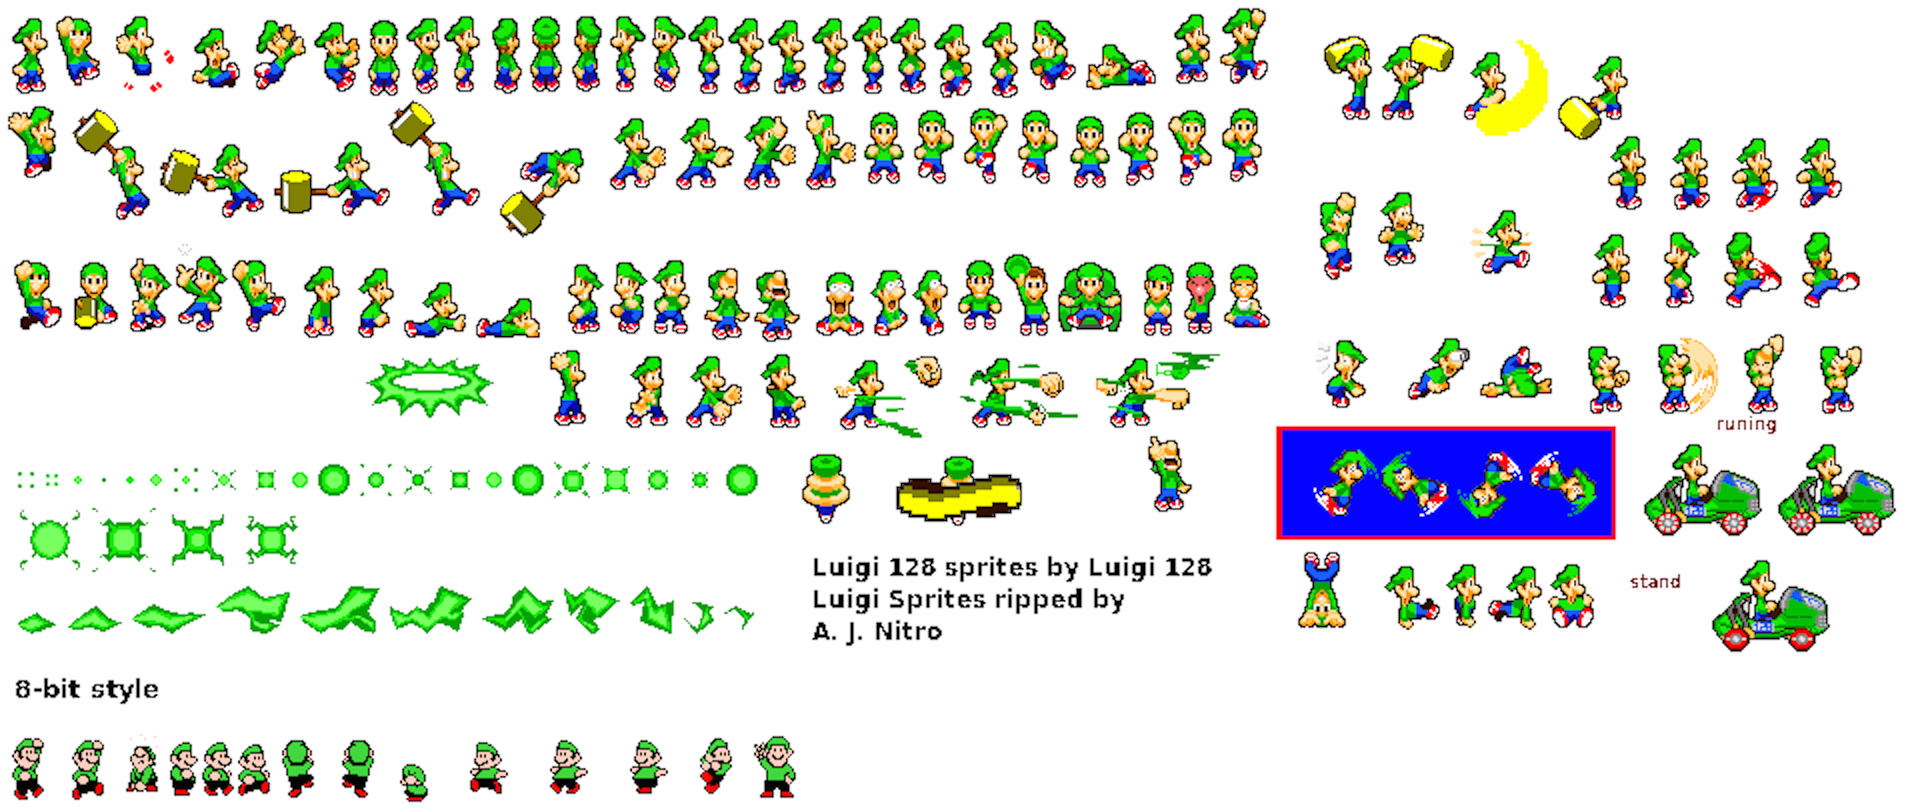 runing
Luigi 128 sprites by Luigi 128
Luigi Sprites ripped by
A. J. Nitro
stand
8-bit style